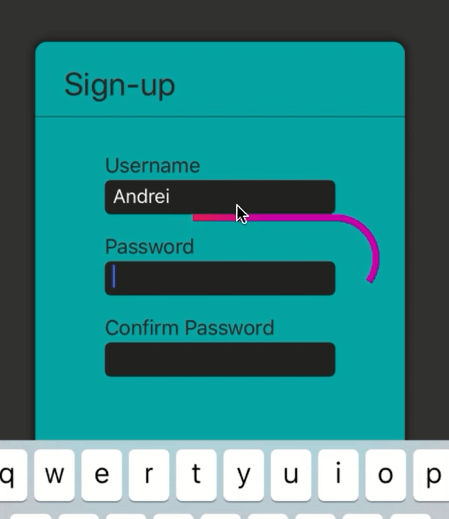 Sign-up
Username
Andrei
Password
Confirm Password
q w e r t y u i o p